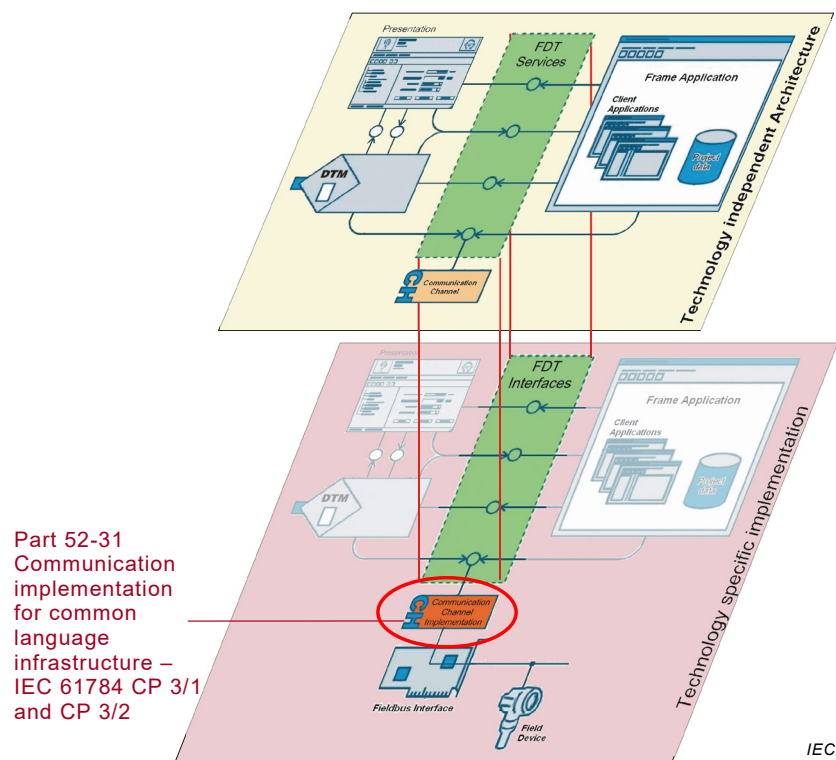 Presentation
FDT
Services
Frame Application
Client
Applications
Project
data
DTM
CH
Communication
Channel
Technology independent Architecture
Presentation
FDT
Interfaces
Frame Application
Client
Applications
Project
data
DTM
Part 52-31
Communication
implementation
for common
language
infrastructure –
IEC 61784 CP 3/1
and CP 3/2
CH
Communication
Channel
Implementation
Fieldbus Interface
Field
Device
Technology specific implementation
IEC